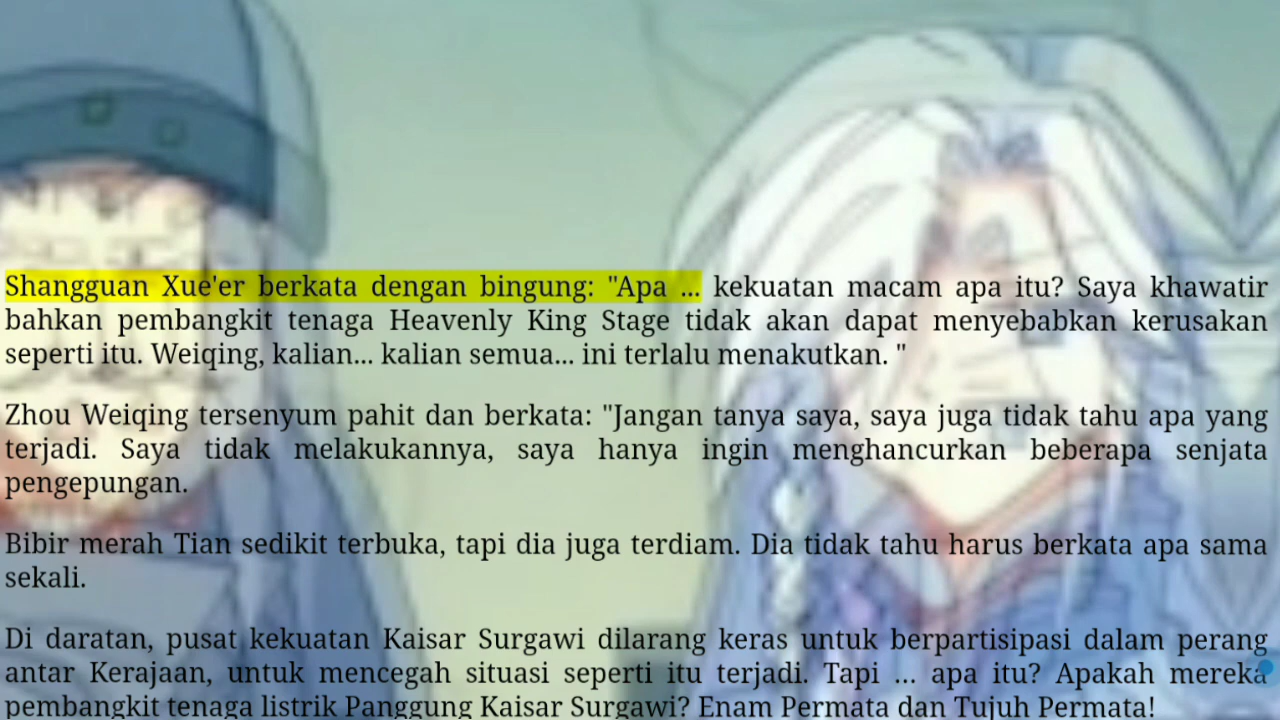 Shangguan Xue'er berkata dengan bingung: "Apa ... kekuatan macam apa itu? Saya khawatir
bahkan pembangkit tenaga Heavenly King Stage tidak akan dapat menyebabkan kerusakan
seperti itu. Weiqing, kalian... kalian semua... ini terlalu menakutkan. "
Zhou Weiqing tersenyum pahit dan berkata: "Jangan tanya saya, saya juga tidak tahu apa yang
terjadi. Saya tidak melakukannya, saya hanya ingin menghancurkan beberapa senjata
pengepungan.
Bibir merah Tian sedikit terbuka, tapi dia juga terdiam. Dia tidak tahu harus berkata apa sama
sekali.
Di daratan, pusat kekuatan Kaisar Surgawi dilarang keras untuk berpartisipasi dalam perang
antar Kerajaan, untuk mencegah situasi seperti itu terjadi. Tapi ... apa itu? Apakah mereka
pembangkit tenaga listrik Panggung Kaisar Surgawi? Enam Permata dan Tujuh Permata!